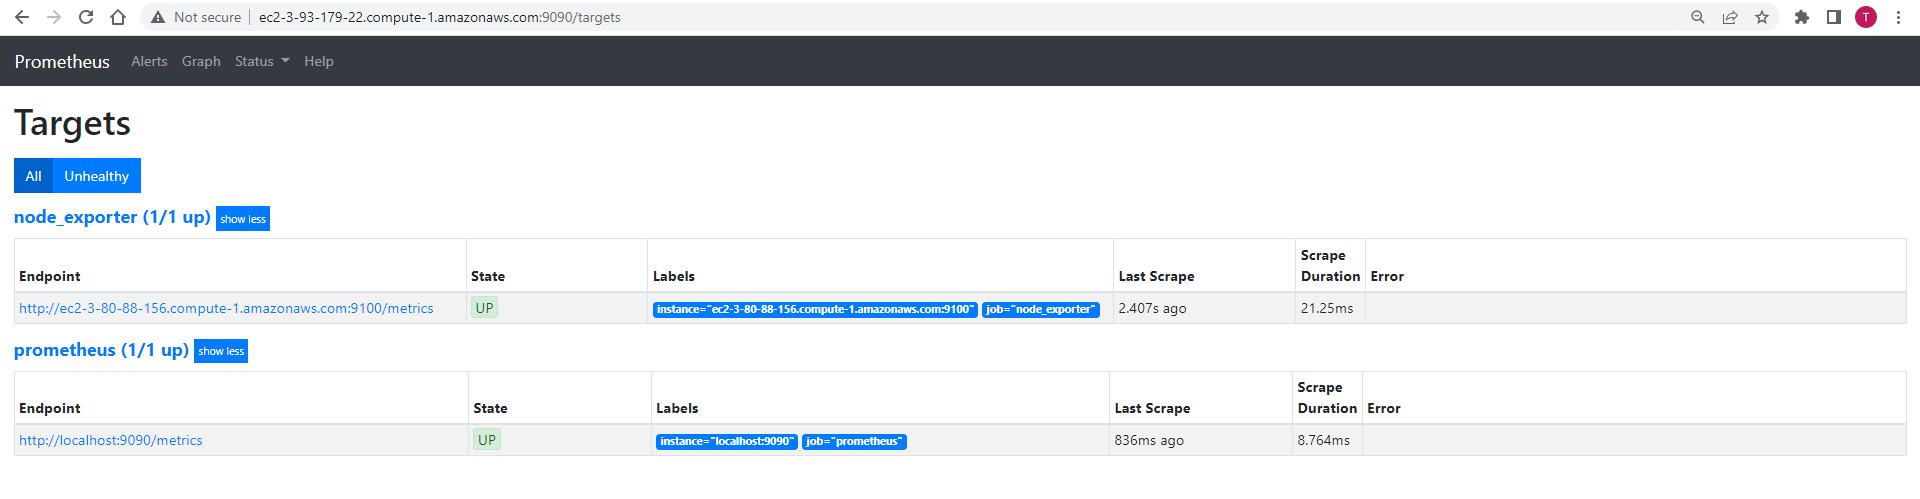 Not secure | ec2-3-93-179-22.compute-1.amazonaws.com:9090/targets
T
Prometheus Alerts Graph Status Help
Targets
All Unhealthy
node_exporter (1/1 up) show less
Endpoint State Labels Last Scrape Scrape Duration Error
http://ec2-3-80-88-156.compute-1.amazonaws.com:9100/metrics UP instance="ec2-3-80-88-156.compute-1.amazonaws.com:9100" job="node_exporter" 2.407s ago 21.25ms
prometheus (1/1 up) show less
Endpoint State Labels Last Scrape Scrape Duration Error
http://localhost:9090/metrics UP instance="localhost:9090" job="prometheus" 836ms ago 8.764ms